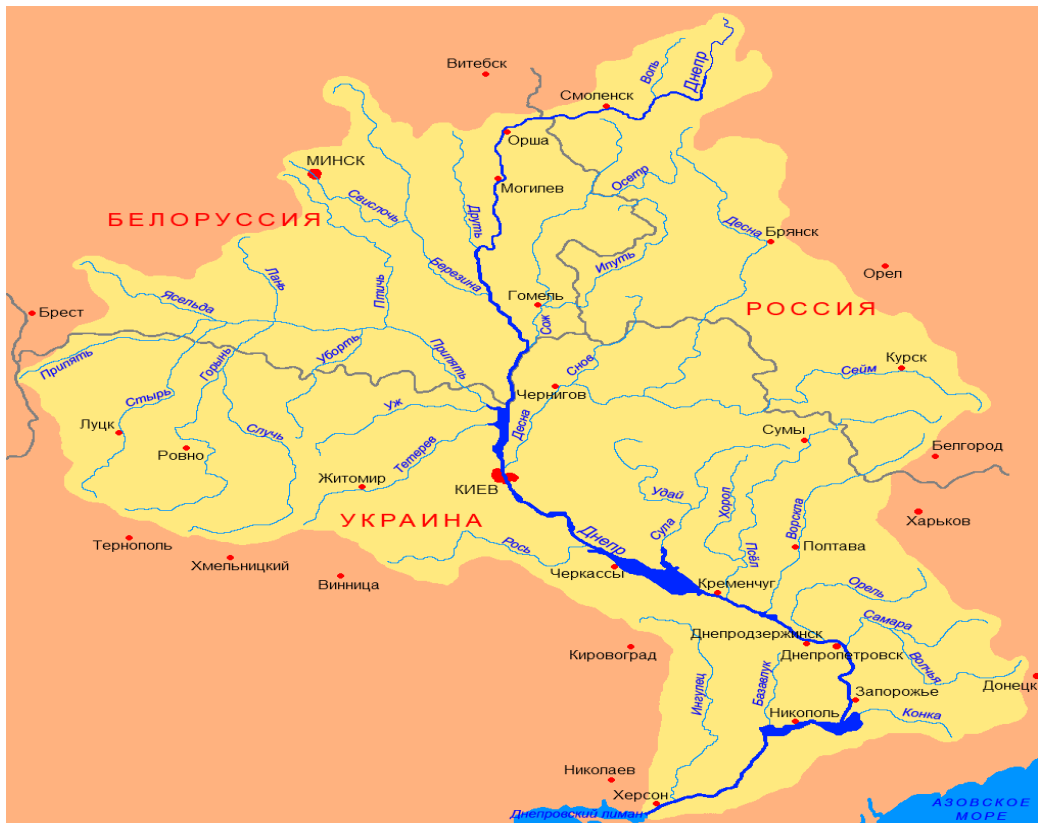 Витебск
Вопь
Днепр
Смоленск
Орша
МИНСК
Могилев
Осетр
Свислочь
БЕЛОРУССИЯ
Друть
Десна
Брянск
Ипуть
Орел
Лань
Птичь
Березина
Ясельда
Гомель
Сож
РОССИЯ
Брест
Припять
Горынь
Уборть
Припять
Снов
Курск
Сейм
Стырь
Чернигов
Уж
Десна
Луцк
Случь
Сумы
Ровно
Тетерев
Белгород
Житомир
КИЕВ
Удай
Хорол
Ворскла
УКРАИНА
Харьков
Днепр
Сула
Тернополь
Рось
Псёл
Полтава
Хмельницкий
Винница
Черкассы
Кременчуг
Орель
Самара
Днепродзержинск
Кировоград
Днепропетровск
Волчья
Донецк
Ингулец
Базавлук
Запорожье
Никополь
Конка
Николаев
Херсон
Днепровский лиман
АЗОВСКОЕ
МОРЕ